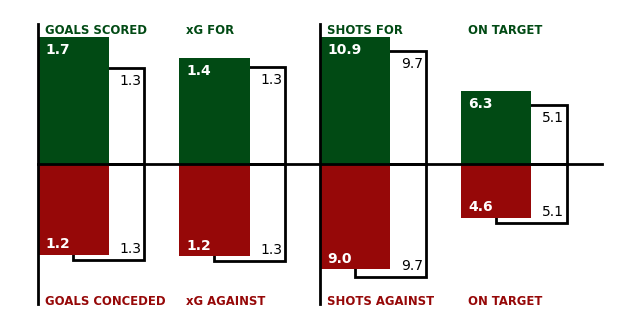 GOALS SCORED xG FOR SHOTS FOR ON TARGET
1.7 1.3 1.4 1.3 10.9 9.7 6.3 5.1
1.2 1.3 1.2 1.3 9.0 9.7 4.6 5.1
GOALS CONCEDED xG AGAINST SHOTS AGAINST ON TARGET